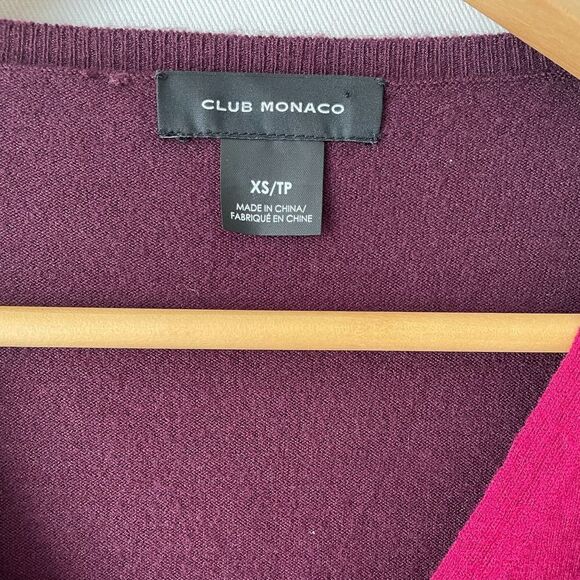 CLUB MONACO
XS/TP
MADE IN CHINA/
FABRIQUÉ EN CHINE